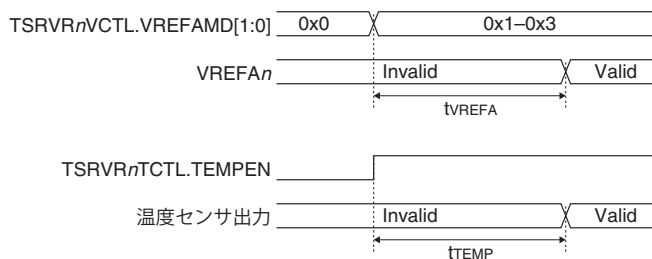 TSRVRnVCTL.VREFAMD[1:0] 0x0 0x1–0x3
VREFAn Invalid Valid
tVREFA
TSRVRnTCTL.TEMPEN
温度センサ出力 Invalid Valid
tTEMP